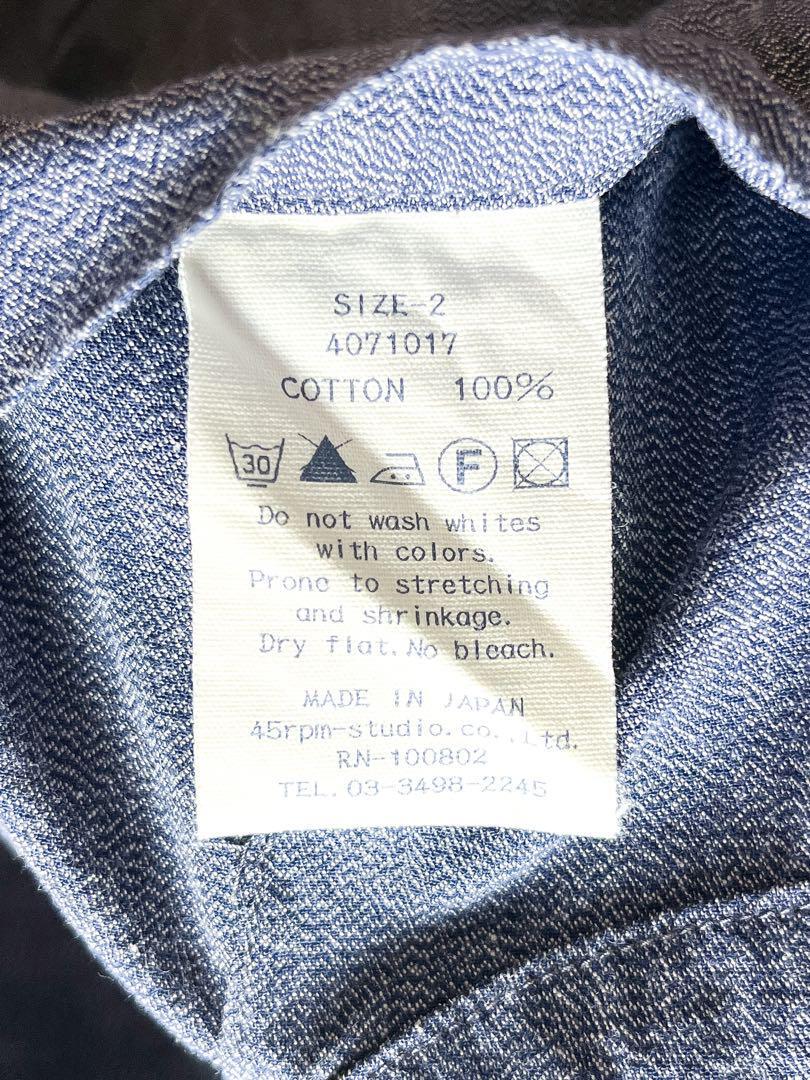 SIZE-2
4071017
COTTON 100%
30 F
Do not wash whites
with colors.
Prone to stretching
and shrinkage.
Dry flat. No bleach.
MADE IN JAPAN
45rpm-studio.co.,Ltd.
RN-100802
TEL. 03-3498-2245